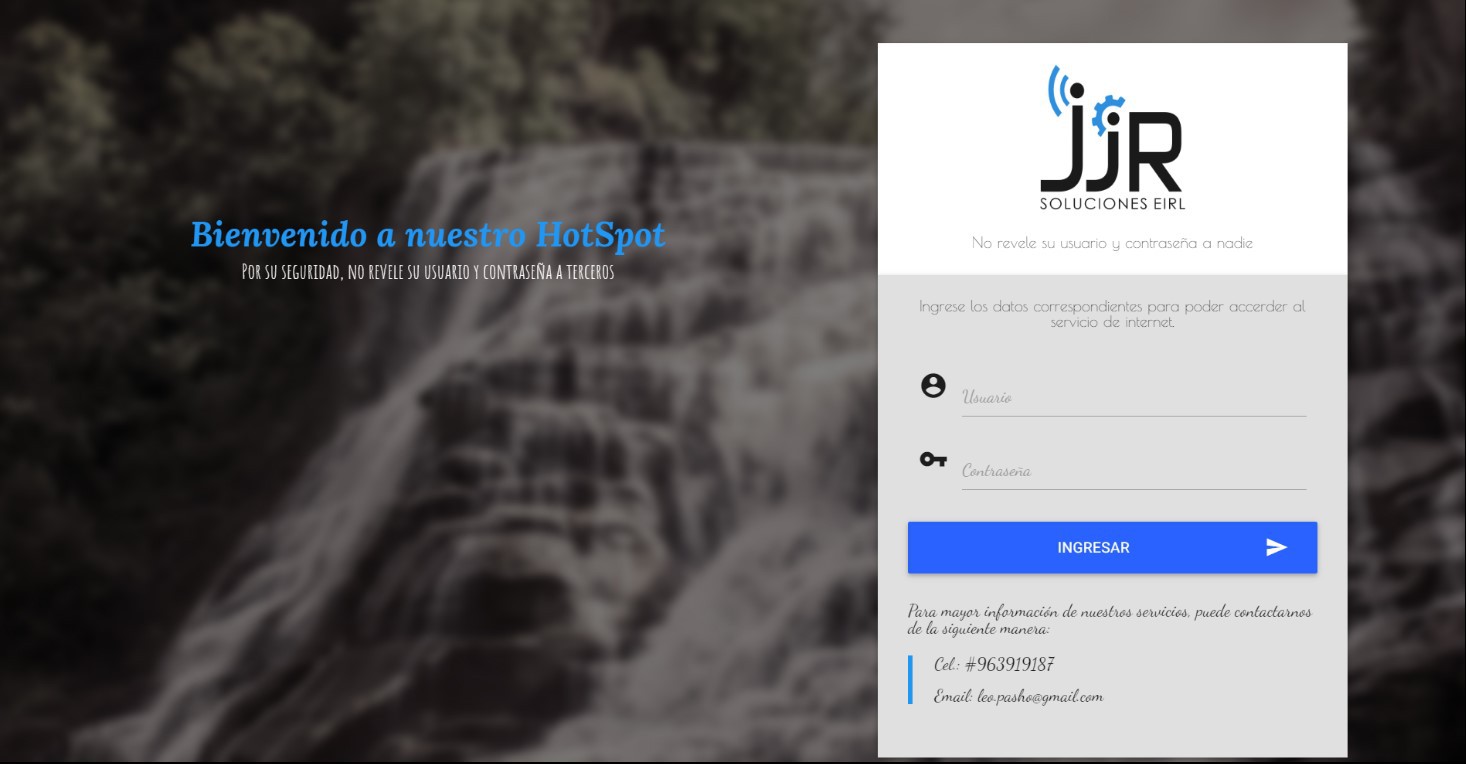 Bienvenido a nuestro HotSpot
Por su seguridad, no revele su usuario y contraseña a terceros
JJR
SOLUCIONES EIRL
No revele su usuario y contraseña a nadie
Ingrese los datos correspondientes para poder accerder al
servicio de internet.
Usuario
Contraseña
INGRESAR
Para mayor información de nuestros servicios, puede contactarnos
de la siguiente manera:
Cel.: #963919187
Email: leo.pasho@gmail.com